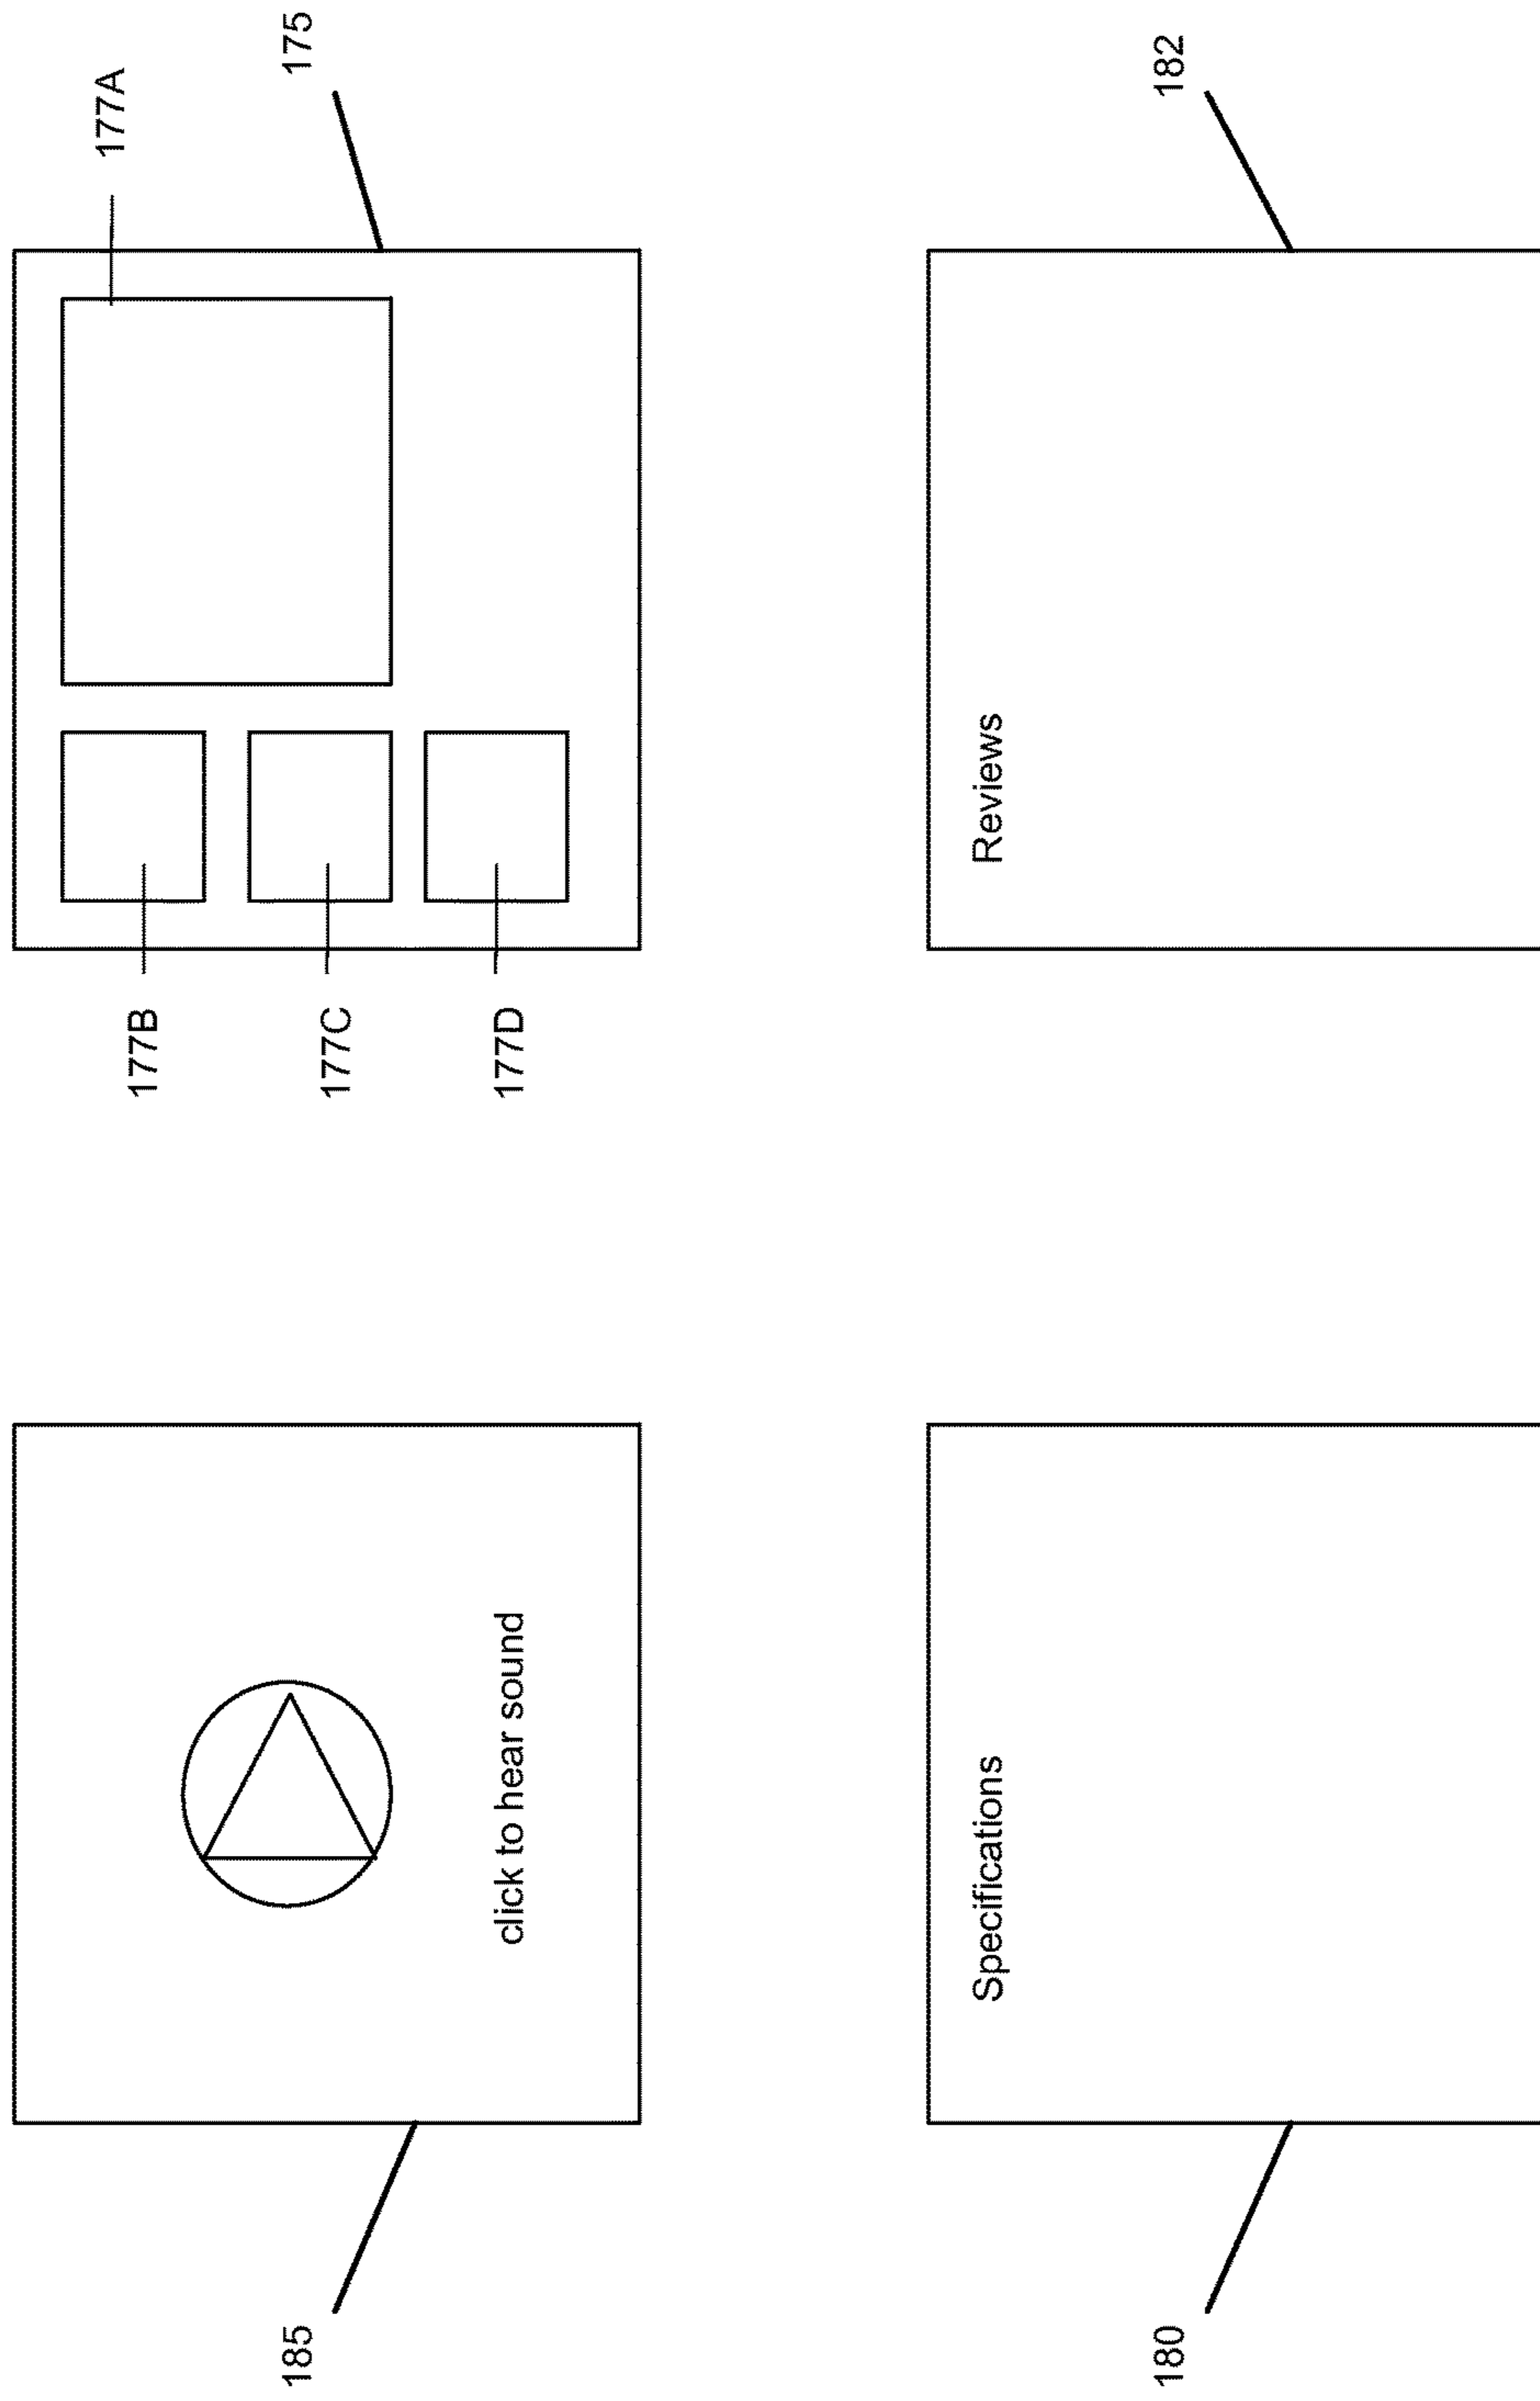 177A
177B
185
175
177C
click to hear sound
177D
Specifications
Reviews
180
182